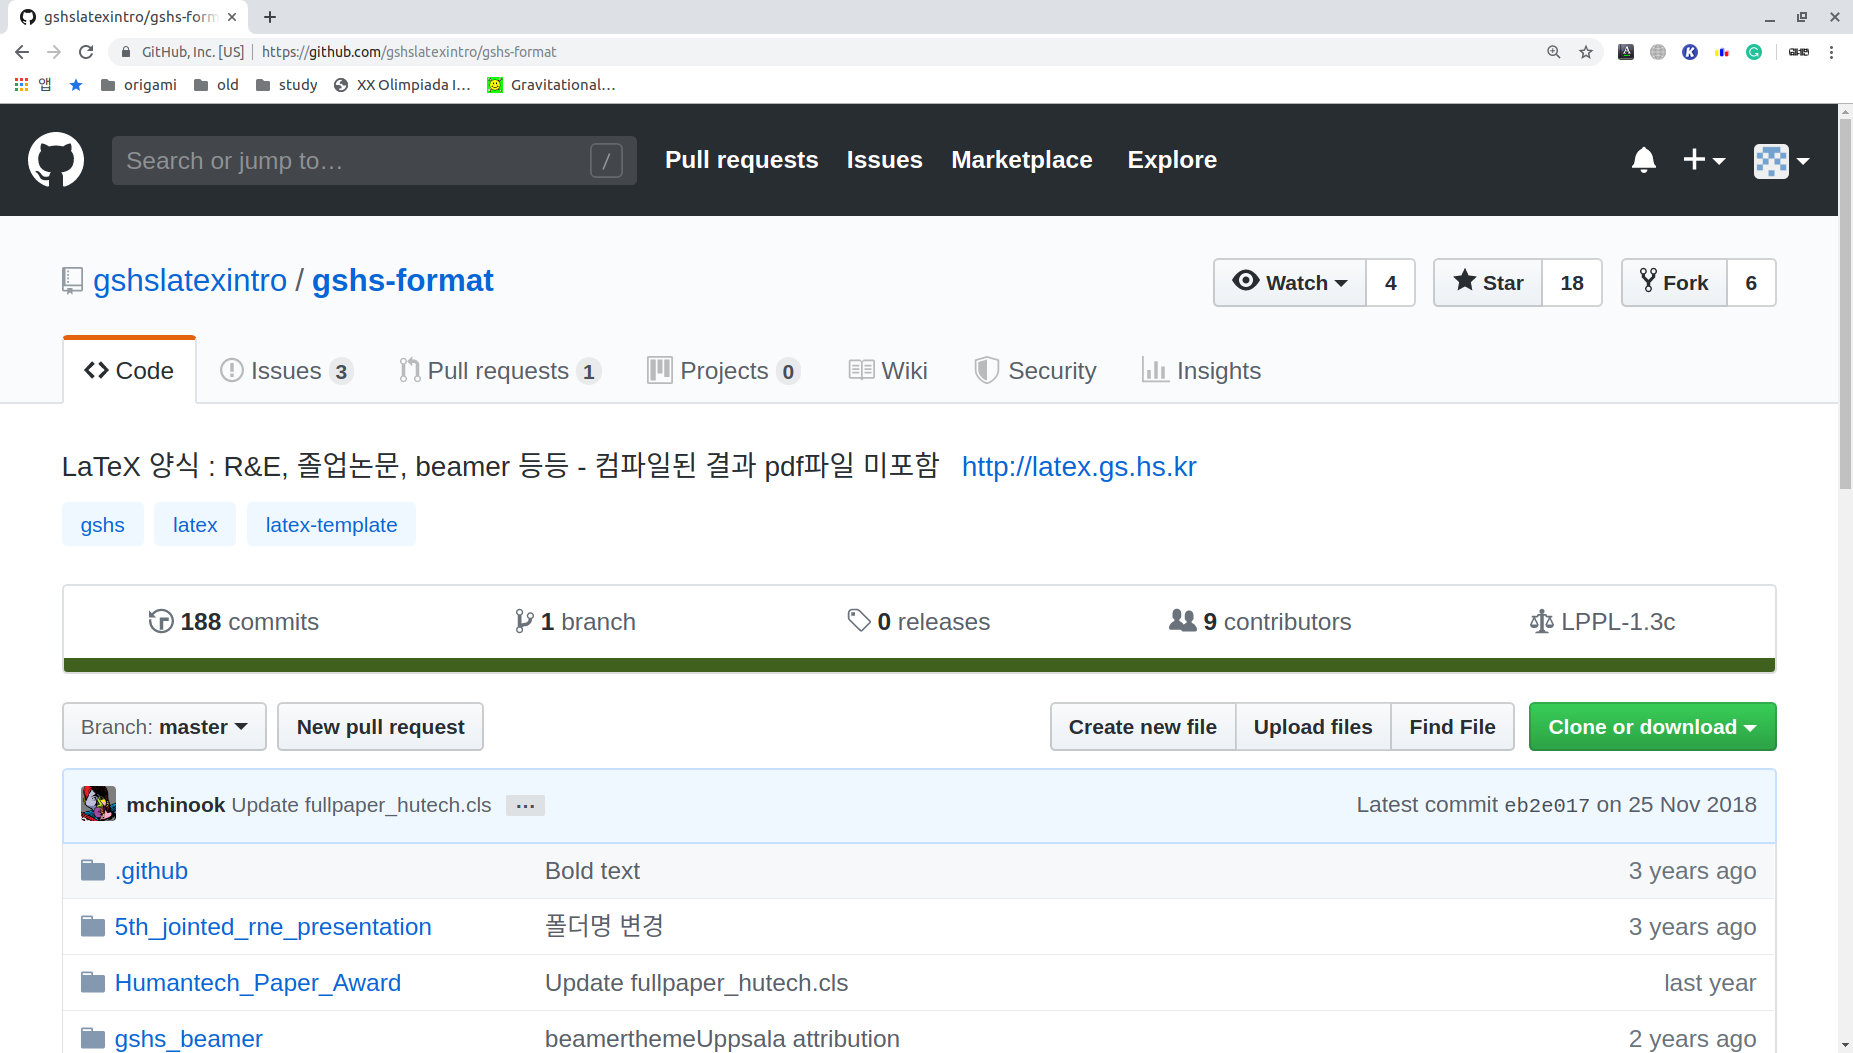 gshslatexintro/gshs-form
GitHub, Inc. [US] | https://github.com/gshslatexintro/gshs-format
앱 origami old study XX Olimpiada I... Gravitational...
Search or jump to... / Pull requests Issues Marketplace Explore
gshslatexintro / gshs-format Watch 4 Star 18 Fork 6
Code Issues 3 Pull requests 1 Projects 0 Wiki Security Insights
LaTeX 양식 : R&E, 졸업논문, beamer 등등 - 컴파일된 결과 pdf파일 미포함 http://latex.gs.hs.kr
gshs latex latex-template
188 commits 1 branch 0 releases 9 contributors LPPL-1.3c
Branch: master New pull request Create new file Upload files Find File Clone or download
mchinook Update fullpaper_hutech.cls ... Latest commit eb2e017 on 25 Nov 2018
.github Bold text 3 years ago
5th_jointed_rne_presentation 폴더명 변경 3 years ago
Humantech_Paper_Award Update fullpaper_hutech.cls last year
gshs_beamer beamerthemeUppsala attribution 2 years ago